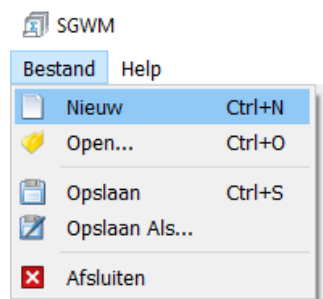 SGWM
Bestand Help
Nieuw Ctrl+N
Open... Ctrl+O
Opslaan Ctrl+S
Opslaan Als...
Afsluiten